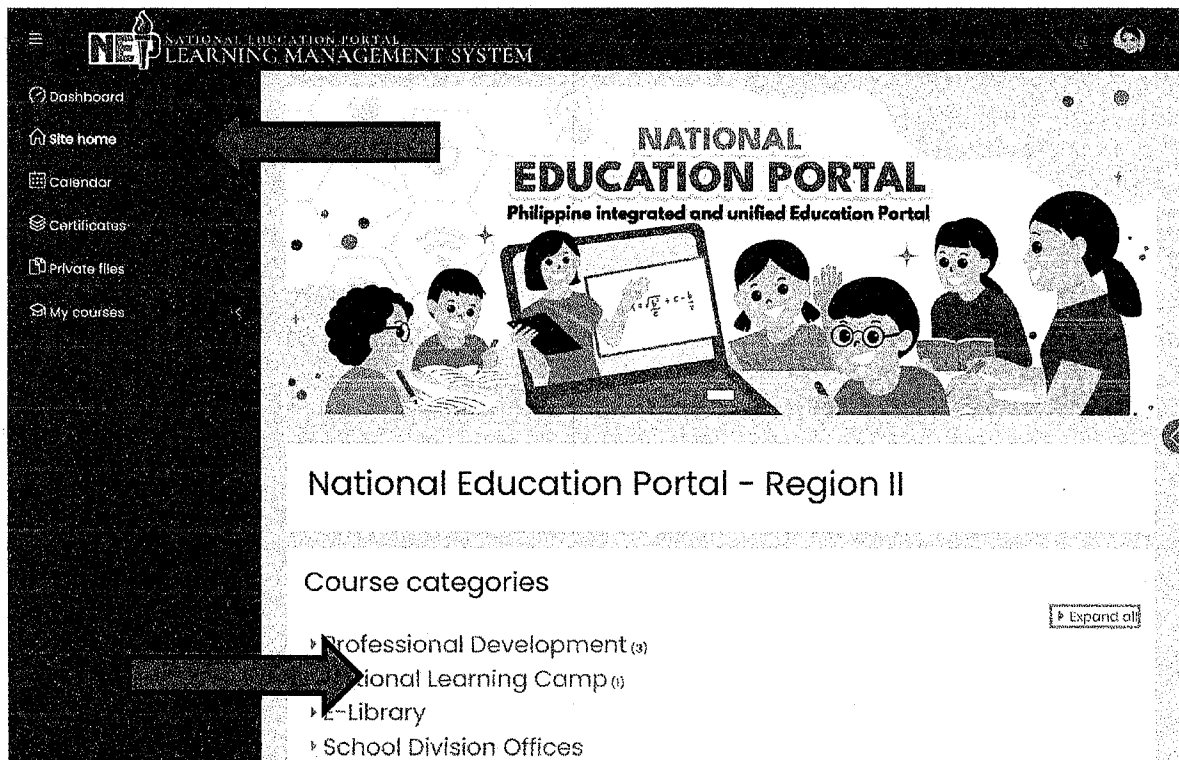 NEP NATIONAL EDUCATION PORTAL
LEARNING MANAGEMENT SYSTEM
Dashboard
Site home
Calendar
Certificates
Private files
My courses
NATIONAL
EDUCATION PORTAL
Philippine integrated and unified Education Portal
National Education Portal - Region II
Course categories
Expand all
Professional Development (3)
tional Learning Camp (1)
E-Library
School Division Offices